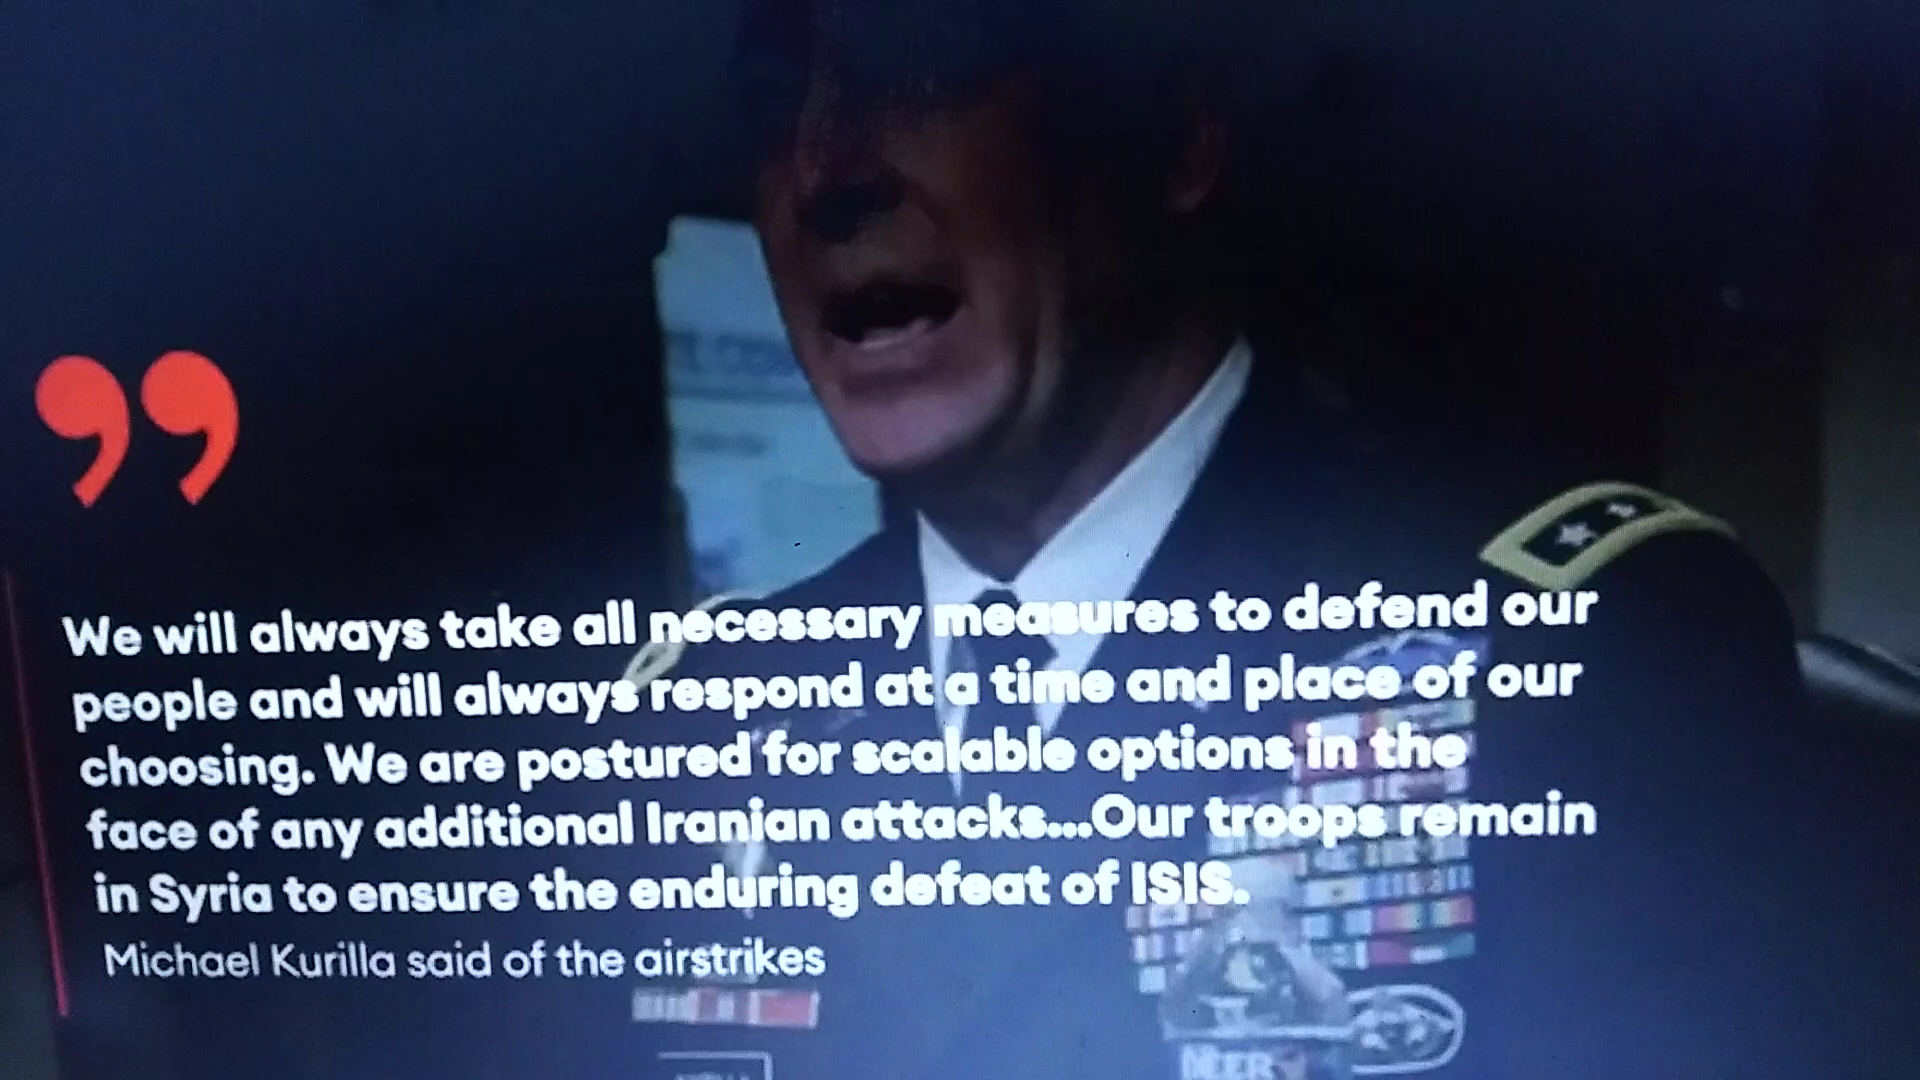 ”
We will always take all necessary measures to defend our
people and will always respond at a time and place of our
choosing. We are postured for scalable options in the
face of any additional Iranian attacks...Our troops remain
in Syria to ensure the enduring defeat of ISIS.
Michael Kurilla said of the airstrikes